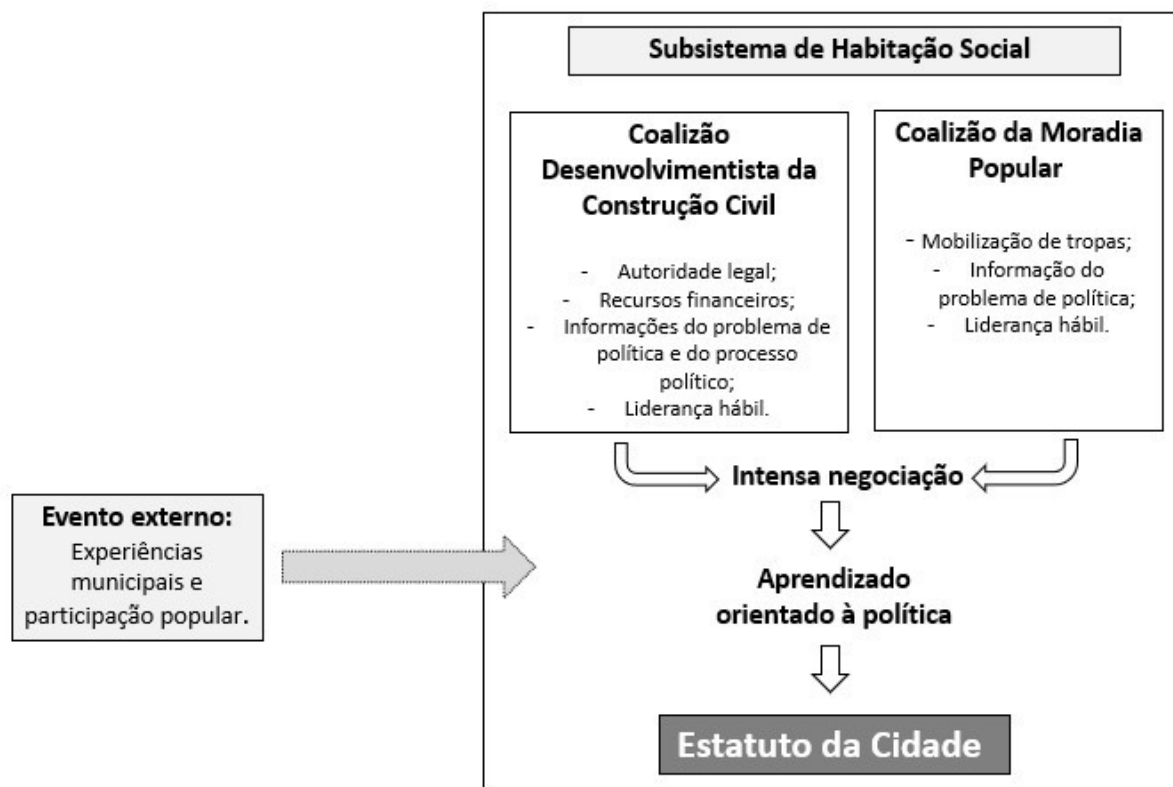 Subsistema de Habitação Social
Coalizão
Desenvolvimentista da
Construção Civil
- Autoridade legal;
- Recursos financeiros;
- Informações do problema de
política e do processo
político;
- Liderança hábil.
Coalizão da Moradia
Popular
- Mobilização de tropas;
- Informação do
problema de política;
- Liderança hábil.
Intensa negociação
Evento externo:
Experiências
municipais e
participação popular.
Aprendizado
orientado à política
Estatuto da Cidade